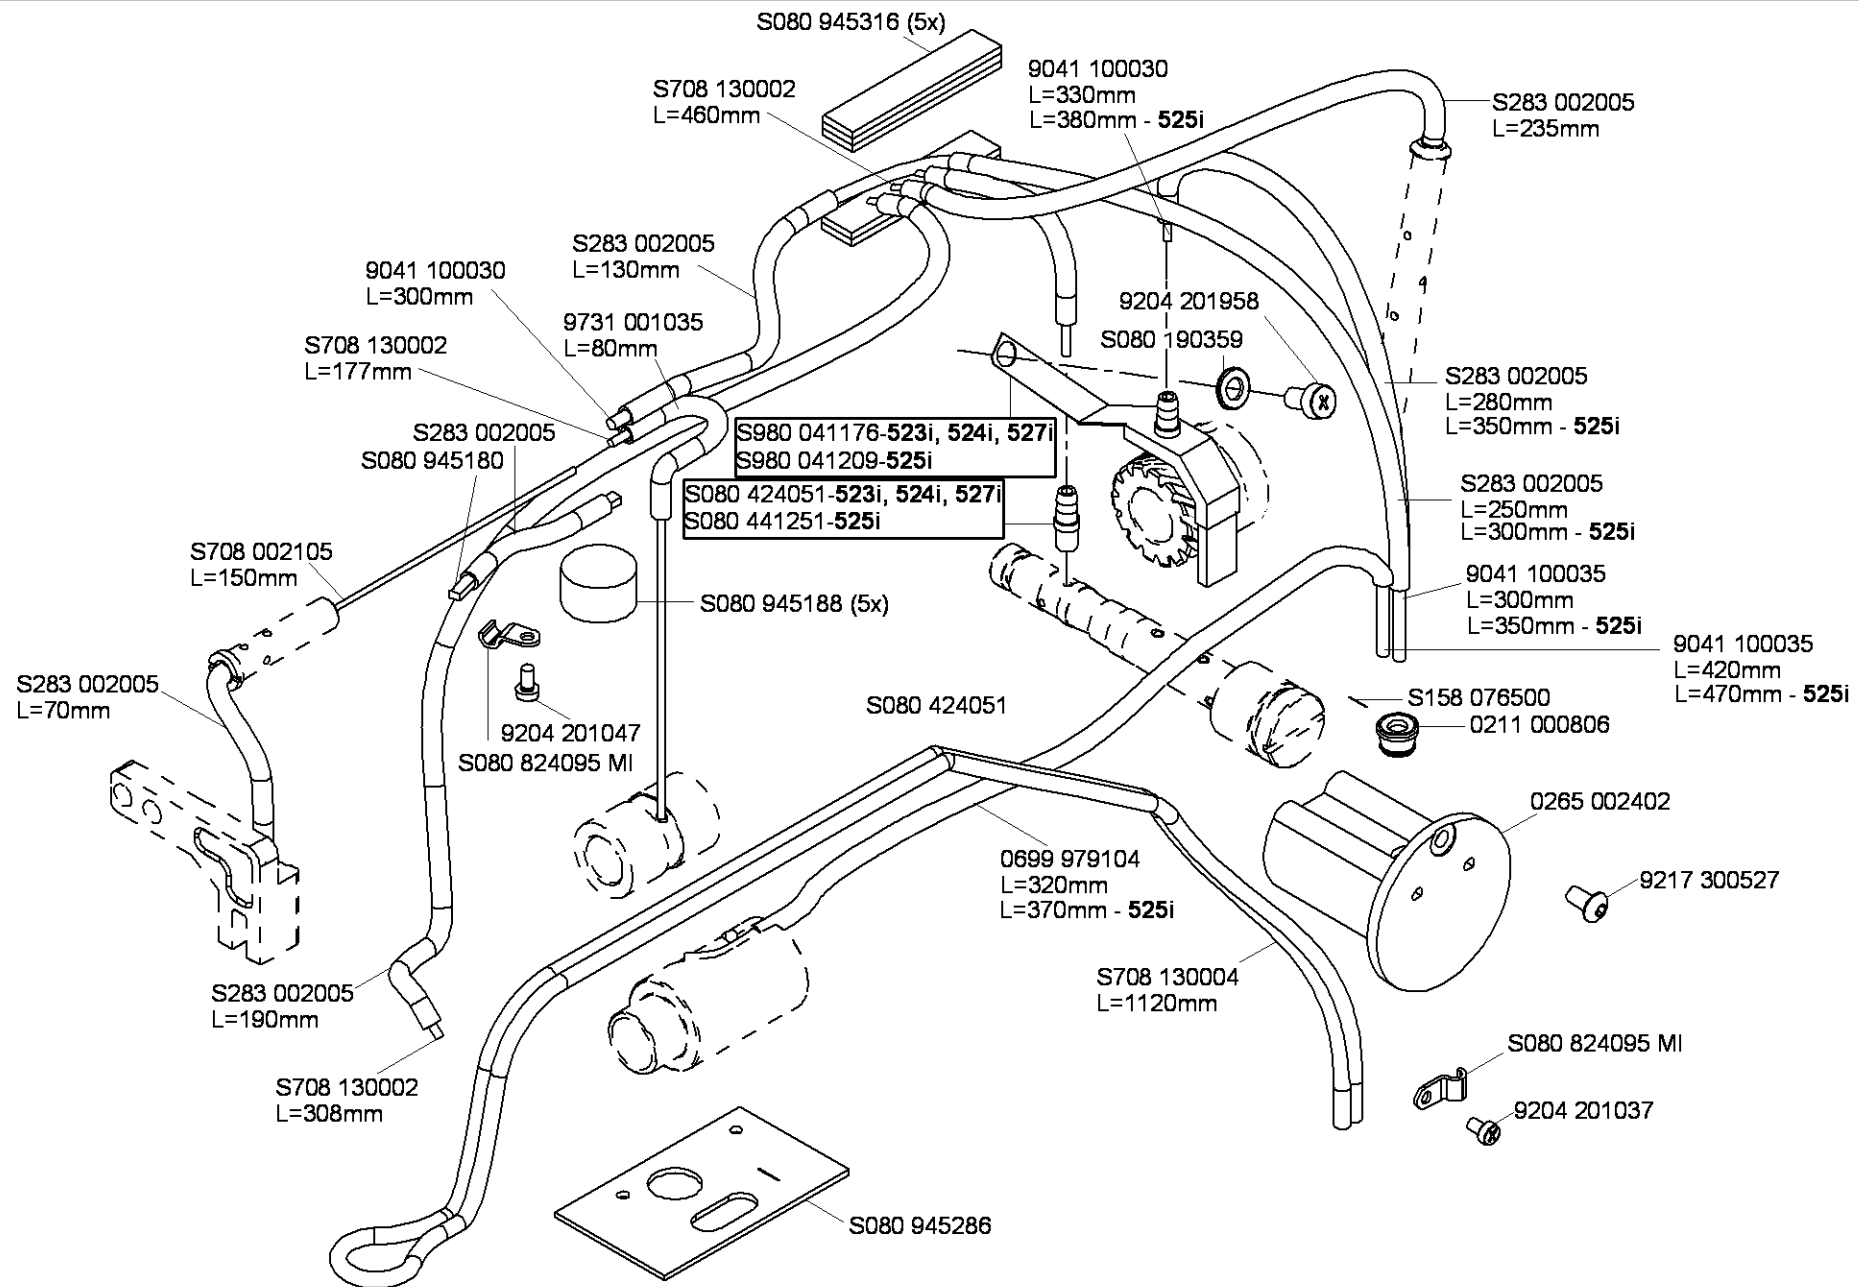 S080 945316 (5x)
S708 130002
L=460mm
9041 100030
L=330mm
L=380mm - 525i
S283 002005
L=235mm
S283 002005
L=130mm
9041 100030
L=300mm
9731 001035
L=80mm
S708 130002
L=177mm
9204 201958
S080 190359
S283 002005
L=280mm
L=350mm - 525i
S283 002005
S080 945180
S980 041176-523i, 524i, 527i
S980 041209-525i
S080 424051-523i, 524i, 527i
S080 441251-525i
S283 002005
L=250mm
L=300mm - 525i
S708 002105
L=150mm
S080 945188 (5x)
9041 100035
L=300mm
L=350mm - 525i
9041 100035
L=420mm
L=470mm - 525i
S283 002005
L=70mm
9204 201047
S080 824095 MI
S080 424051
S158 076500
0211 000806
0265 002402
0699 979104
L=320mm
L=370mm - 525i
9217 300527
S283 002005
L=190mm
S708 130004
L=1120mm
S708 130002
L=308mm
S080 824095 MI
9204 201037
S080 945286